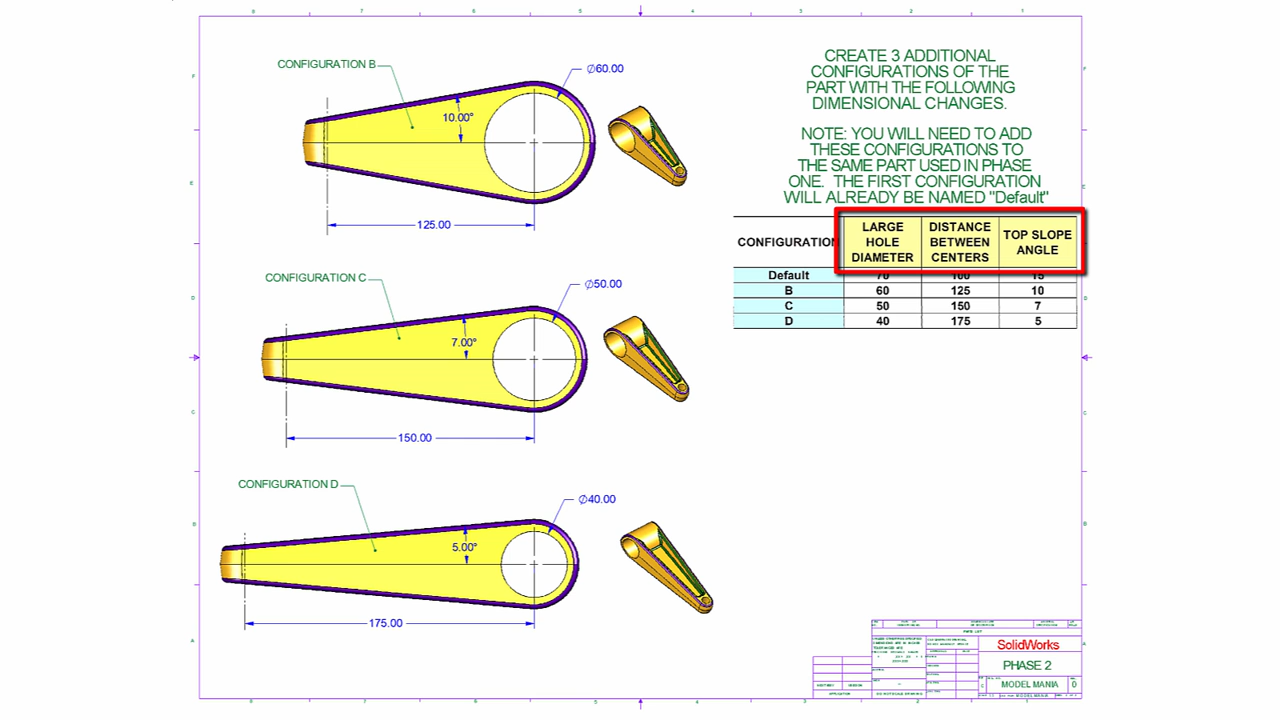 CONFIGURATION B
Ø60.00
10.00°
125.00
CONFIGURATION C
Ø50.00
7.00°
150.00
CONFIGURATION D
Ø40.00
5.00°
175.00
CREATE 3 ADDITIONAL
CONFIGURATIONS OF THE
PART WITH THE FOLLOWING
DIMENSIONAL CHANGES.
NOTE: YOU WILL NEED TO ADD
THESE CONFIGURATIONS TO
THE SAME PART USED IN PHASE
ONE. THE FIRST CONFIGURATION
WILL ALREADY BE NAMED "Default"
CONFIGURATION
LARGE HOLE DIAMETER
DISTANCE BETWEEN CENTERS
TOP SLOPE ANGLE
Default 70 100 15
B 60 125 10
C 50 150 7
D 40 175 5
SolidWorks
PHASE 2
MODEL MANIA 0